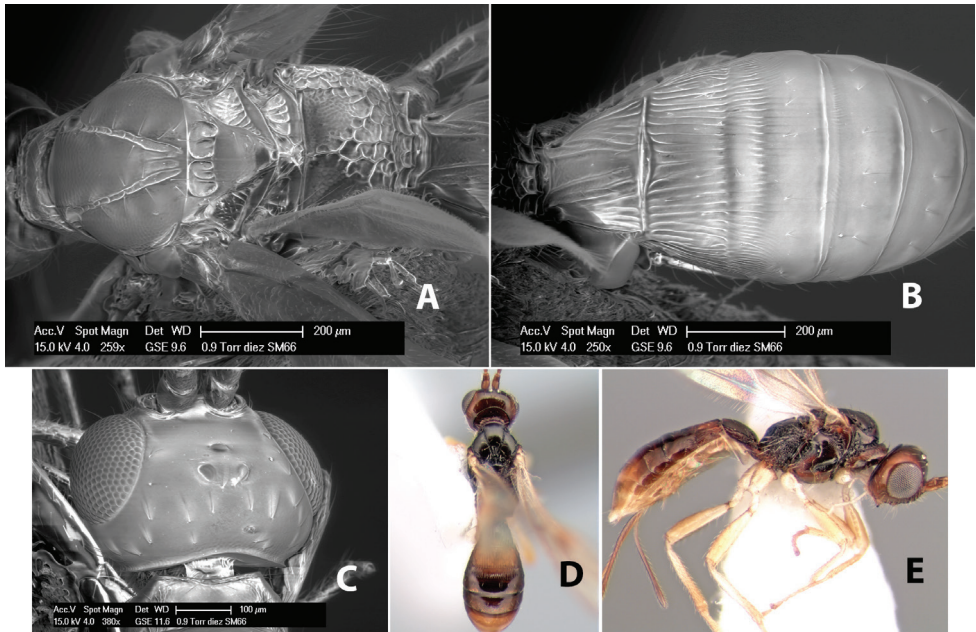 A
Acc.V Spot Magn Det WD 200 µm
15.0 kV 4.0 259x GSE 9.6 0.9 Torr diez SM66
B
Acc.V Spot Magn Det WD 200 µm
15.0 kV 4.0 250x GSE 9.6 0.9 Torr diez SM66
C
Acc.V Spot Magn Det WD 100 µm
15.0 kV 4.0 380x GSE 11.6 0.9 Torr diez SM66
D
E